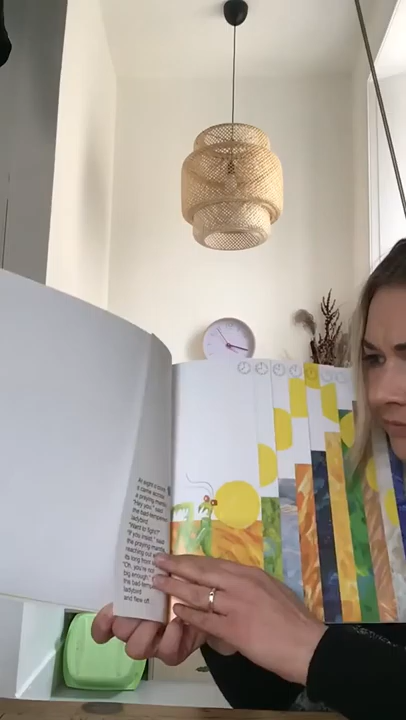 At eight o'clock
it came across
a praying mantis.
"Hey you," said
the bad-tempered
ladybird.
"Want to fight?"
"If you insist," said
the praying mantis,
reaching out
its long front
"Oh, you're not
big enough,"
the bad-tempered
ladybird
and flew off.